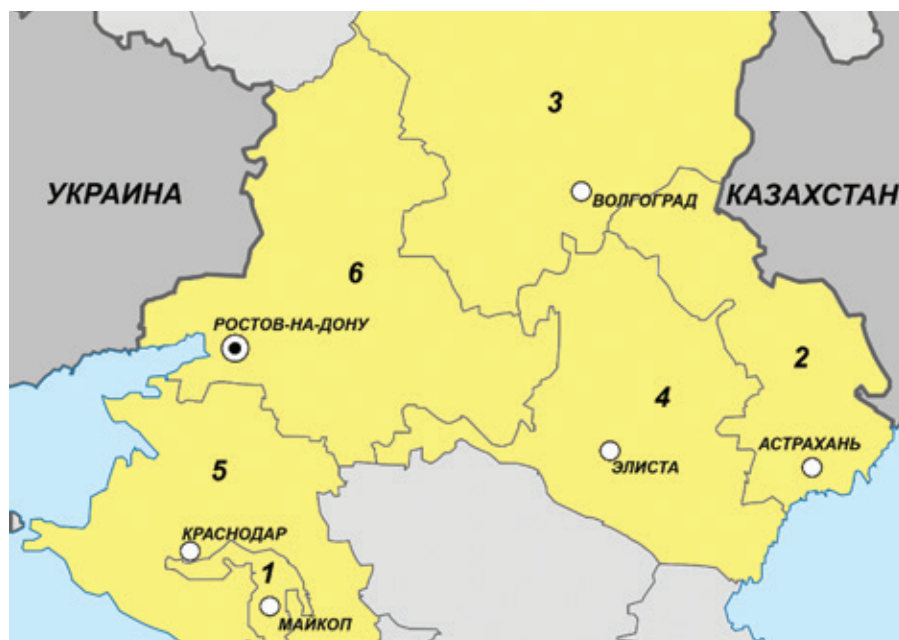 3
УКРАИНА
ВОЛГОГРАД
КАЗАХСТАН
6
РОСТОВ-НА-ДОНУ
2
4
АСТРАХАНЬ
ЭЛИСТА
5
КРАСНОДАР
1
МАЙКОП